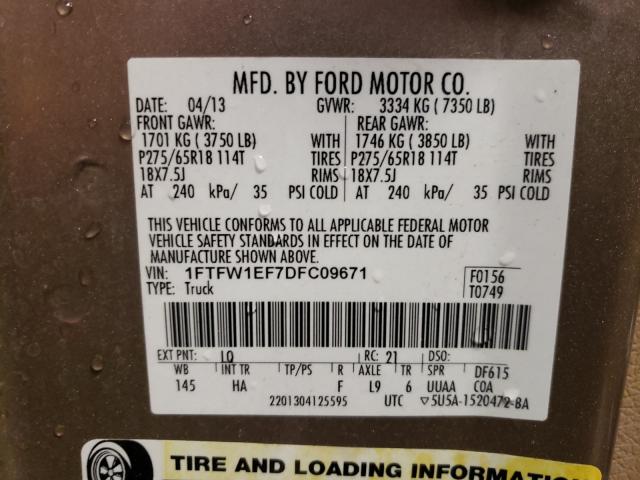 MFD. BY FORD MOTOR CO.
DATE: 04/13 GVWR: 3334 KG ( 7350 LB)
FRONT GAWR: REAR GAWR:
1701 KG ( 3750 LB) WITH 1746 KG ( 3850 LB) WITH
P275/65R18 114T TIRES P275/65R18 114T TIRES
18X7.5J RIMS 18X7.5J RIMS
AT 240 kPa/ 35 PSI COLD AT 240 kPa/ 35 PSI COLD
THIS VEHICLE CONFORMS TO ALL APPLICABLE FEDERAL MOTOR
VEHICLE SAFETY STANDARDS IN EFFECT ON THE DATE OF
MANUFACTURE SHOWN ABOVE.
VIN: 1FTFW1EF7DFC09671 F0156
TYPE: Truck T0749
EXT PNT: LQ RC: 21 DSO:
WB INT TR TP/PS R AXLE TR SPR DF615
145 HA F L9 6 UUAA COA
2201304125595 UTC ▽5U5A-1520472-BA
TIRE AND LOADING INFORMATION